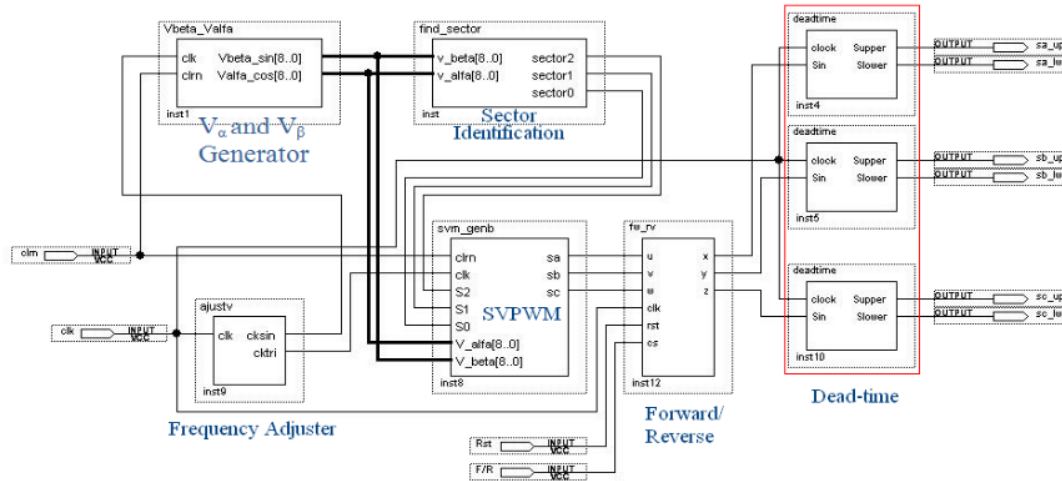 Vbeta_Valfa
clk Vbeta_sin[8..0]
clrn Valfa_cos[8..0]
inst1
Vα and Vβ
Generator
find_sector
v_beta[8..0] sector2
v_alfa[8..0] sector1
sector0
inst
Sector
Identification
deadtime
clock Supper
Sin Slower
inst4
OUTPUT sa_up
OUTPUT sa_lw
deadtime
clock Supper
Sin Slower
inst5
OUTPUT sb_up
OUTPUT sb_lw
deadtime
clock Supper
Sin Slower
inst10
OUTPUT sc_up
OUTPUT sc_lw
Dead-time
clrn INPUT
VCC
clk INPUT
VCC
ajustv
clk cksin
cktri
inst9
Frequency Adjuster
svm_genb
clrn sa
clk sb
S2 sc
S1
S0
V_alfa[8..0]
V_beta[8..0]
SVPWM
inst8
fw_rv
u x
v y
w z
clk
rst
cs
inst12
Forward/
Reverse
Rst INPUT
VCC
F/R INPUT
VCC